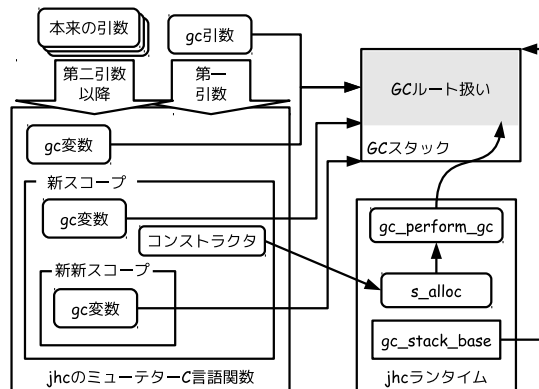 本来の引数
gc引数
第二引数
以降
第一
引数
GCルート扱い
GCスタック
gc変数
新スコープ
gc変数
コンストラクタ
新新スコープ
gc変数
gc_perform_gc
s_alloc
gc_stack_base
jhcのミューテターC言語関数
jhcランタイム